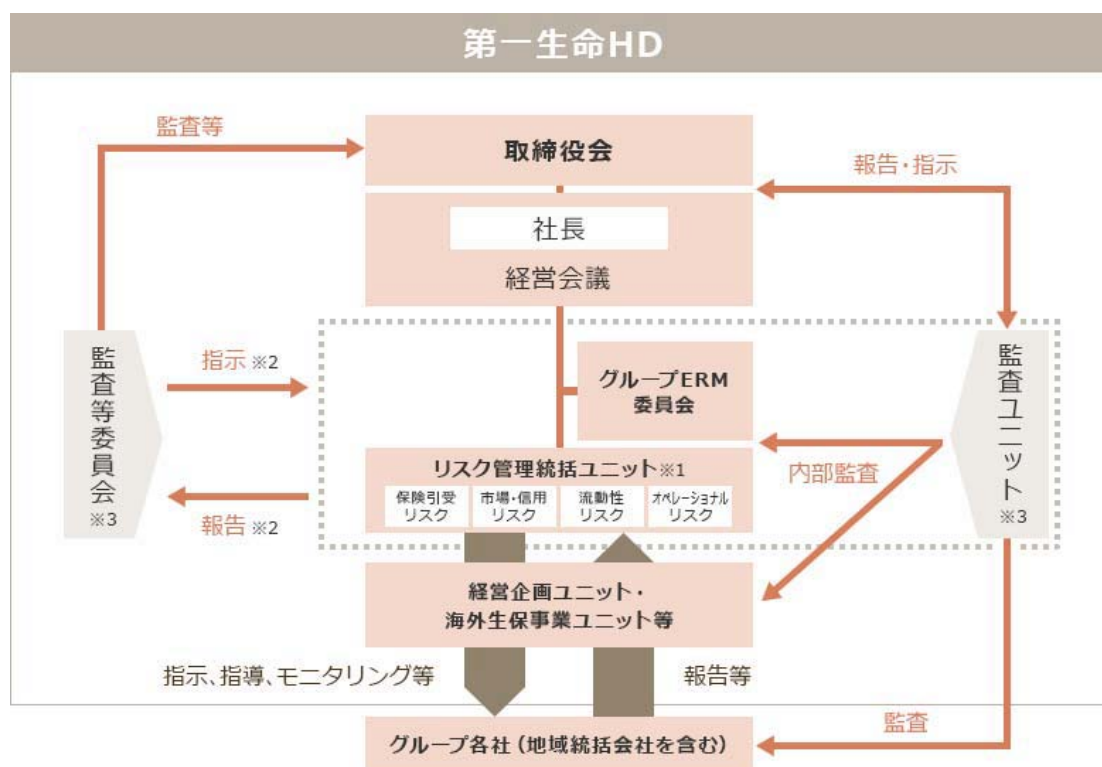 第一生命HD
監査等
取締役会
報告・指示
社長
経営会議
監査等委員会
※3
指示 ※2
グループERM
委員会
監査ユニット
※3
リスク管理統括ユニット※1
内部監査
保険引受
リスク
市場・信用
リスク
流動性
リスク
オペレーショナル
リスク
報告 ※2
経営企画ユニット・
海外生保事業ユニット等
指示、指導、モニタリング等
報告等
監査
グループ各社（地域統括会社を含む）